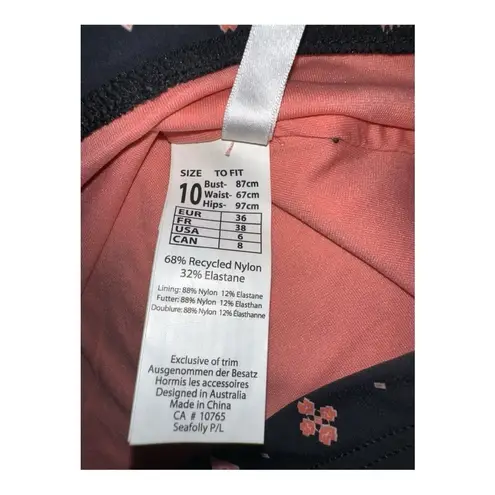 SIZE TO FIT
10 Bust- 87cm
Waist- 67cm
Hips- 97cm
EUR 36
FR 38
USA 6
CAN 8
68% Recycled Nylon
32% Elastane
Lining: 88% Nylon 12% Elastane
Futter: 88% Nylon 12% Elasthan
Doublure: 88% Nylon 12% Élasthanne
Exclusive of trim
Ausgenommen der Besatz
Hormis les accessoires
Designed in Australia
Made in China
CA # 10765
Seafolly P/L